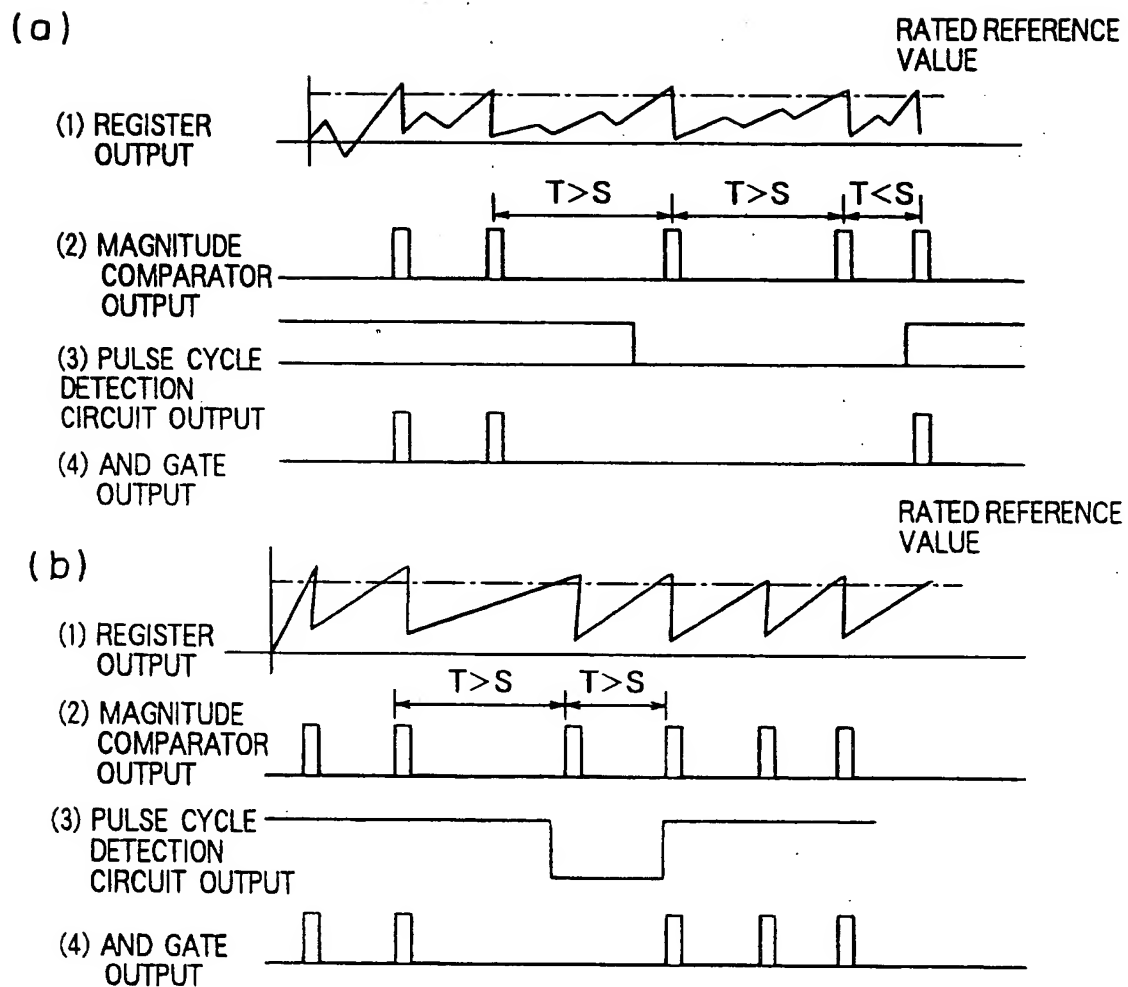 (a)
RATED REFERENCE
VALUE
(1) REGISTER
OUTPUT
T>S
T>S
T<S
(2) MAGNITUDE
COMPARATOR
OUTPUT
(3) PULSE CYCLE
DETECTION
CIRCUIT OUTPUT
(4) AND GATE
OUTPUT
RATED REFERENCE
VALUE
(b)
(1) REGISTER
OUTPUT
T>S
T>S
(2) MAGNITUDE
COMPARATOR
OUTPUT
(3) PULSE CYCLE
DETECTION
CIRCUIT OUTPUT
(4) AND GATE
OUTPUT